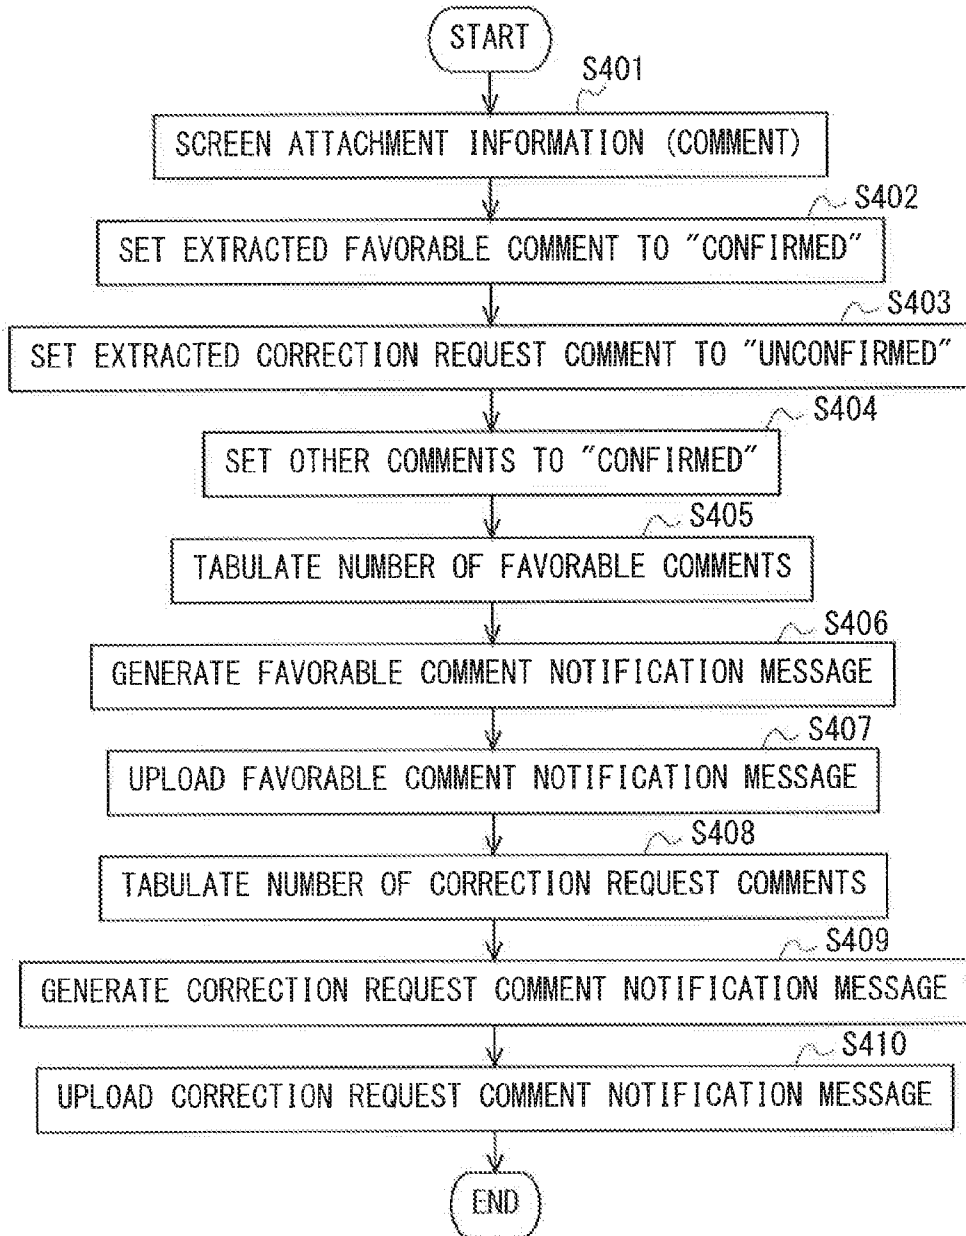 START
S401
SCREEN ATTACHMENT INFORMATION (COMMENT)
S402
SET EXTRACTED FAVORABLE COMMENT TO "CONFIRMED"
S403
SET EXTRACTED CORRECTION REQUEST COMMENT TO "UNCONFIRMED"
S404
SET OTHER COMMENTS TO "CONFIRMED"
S405
TABULATE NUMBER OF FAVORABLE COMMENTS
S406
GENERATE FAVORABLE COMMENT NOTIFICATION MESSAGE
S407
UPLOAD FAVORABLE COMMENT NOTIFICATION MESSAGE
S408
TABULATE NUMBER OF CORRECTION REQUEST COMMENTS
S409
GENERATE CORRECTION REQUEST COMMENT NOTIFICATION MESSAGE
S410
UPLOAD CORRECTION REQUEST COMMENT NOTIFICATION MESSAGE
END